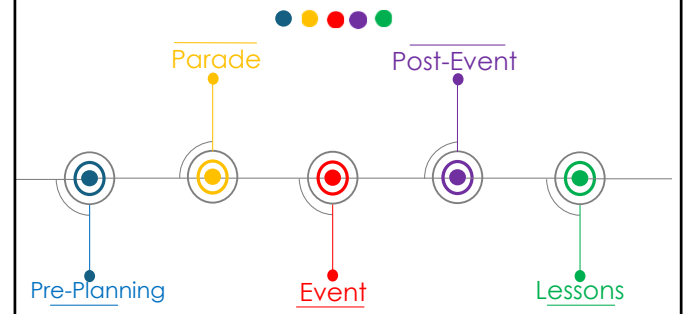 Parade
Post-Event
Pre-Planning
Event
Lessons